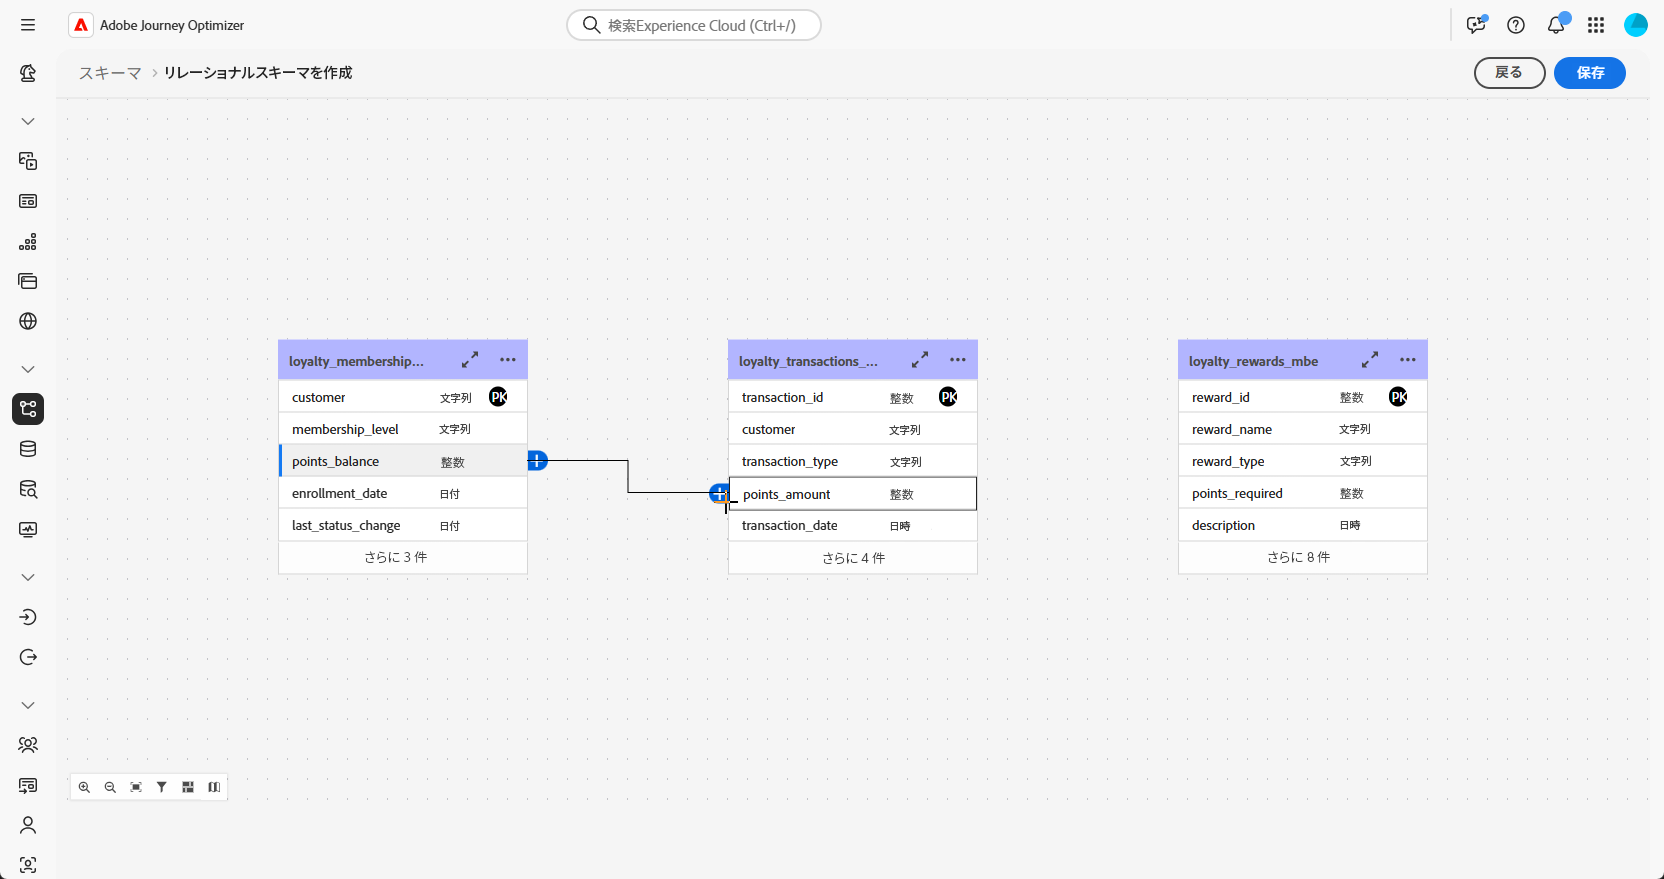 Adobe Journey Optimizer
検索Experience Cloud (Ctrl+/)
スキーマ > リレーショナルスキーマを作成
戻る
保存
loyalty_membership...
customer 文字列 PK
membership_level 文字列
points_balance 整数
enrollment_date 日付
last_status_change 日付
さらに 3 件
loyalty_transactions_...
transaction_id 整数 PK
customer 文字列
transaction_type 文字列
points_amount 整数
transaction_date 日時
さらに 4 件
loyalty_rewards_mbe
reward_id 整数 PK
reward_name 文字列
reward_type 文字列
points_required 整数
description 日時
さらに 8 件